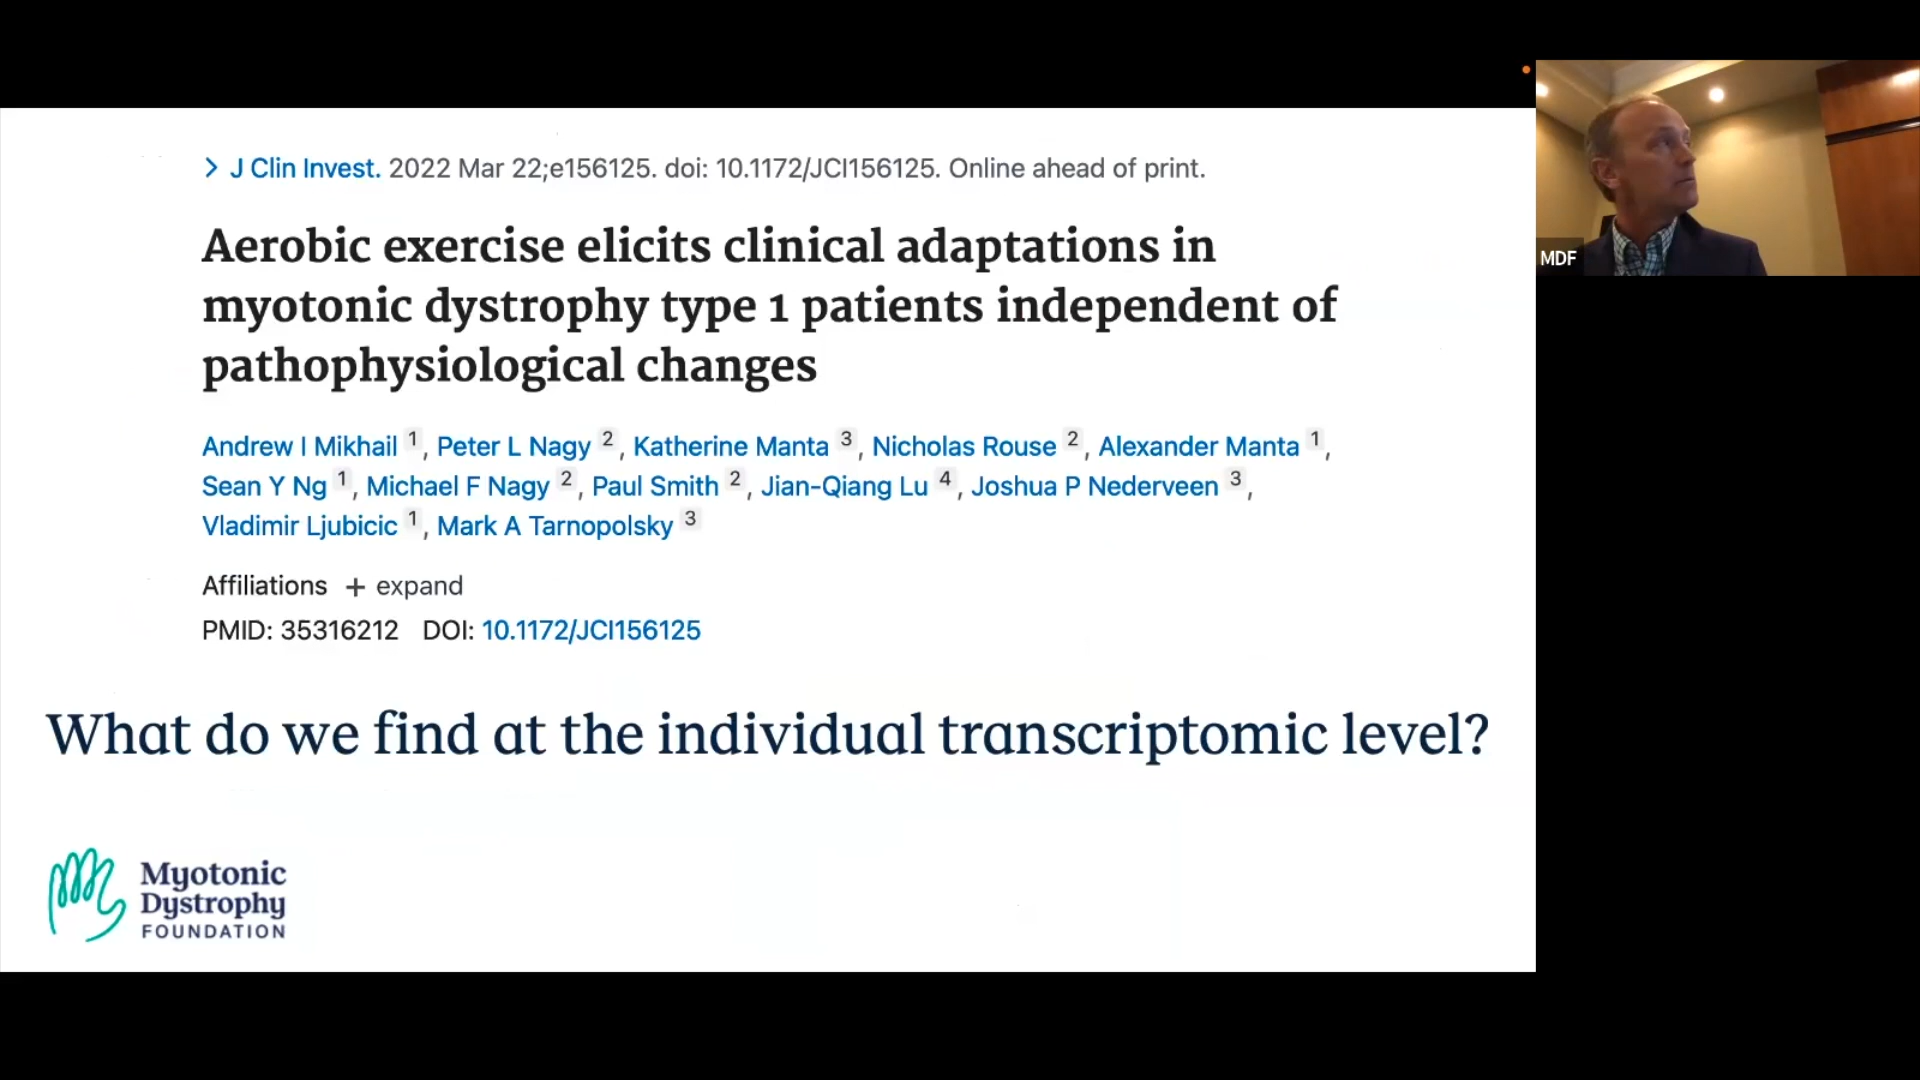 > J Clin Invest. 2022 Mar 22;e156125. doi: 10.1172/JCI156125. Online ahead of print.
Aerobic exercise elicits clinical adaptations in
myotonic dystrophy type 1 patients independent of
pathophysiological changes
Andrew I Mikhail 1, Peter L Nagy 2, Katherine Manta 3, Nicholas Rouse 2, Alexander Manta 1,
Sean Y Ng 1, Michael F Nagy 2, Paul Smith 2, Jian-Qiang Lu 4, Joshua P Nederveen 3,
Vladimir Ljubicic 1, Mark A Tarnopolsky 3
Affiliations + expand
PMID: 35316212 DOI: 10.1172/JCI156125
What do we find at the individual transcriptomic level?
Myotonic
Dystrophy
FOUNDATION
MDF